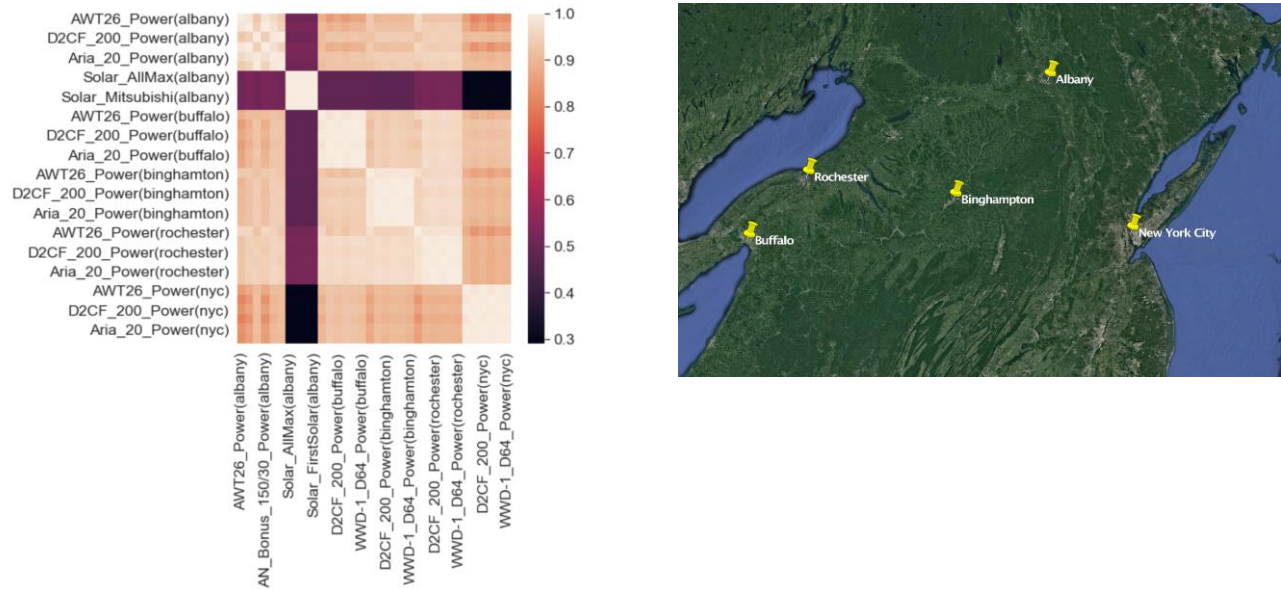 AWT26_Power(albany)
D2CF_200_Power(albany)
Aria_20_Power(albany)
Solar_AllMax(albany)
Solar_Mitsubishi(albany)
AWT26_Power(buffalo)
D2CF_200_Power(buffalo)
Aria_20_Power(buffalo)
AWT26_Power(binghamton)
D2CF_200_Power(binghamton)
Aria_20_Power(binghamton)
AWT26_Power(rochester)
D2CF_200_Power(rochester)
Aria_20_Power(rochester)
AWT26_Power(nyc)
D2CF_200_Power(nyc)
Aria_20_Power(nyc)
AWT26_Power(albany)
AN_Bonus_150/30_Power(albany)
Solar_AllMax(albany)
Solar_FirstSolar(albany)
D2CF_200_Power(buffalo)
WWD-1_D64_Power(buffalo)
D2CF_200_Power(binghamton)
WWD-1_D64_Power(binghamton)
D2CF_200_Power(rochester)
WWD-1_D64_Power(rochester)
D2CF_200_Power(nyc)
WWD-1_D64_Power(nyc)
1.0
0.9
0.8
0.7
0.6
0.5
0.4
0.3
Albany
Rochester
Binghampton
Buffalo
New York City